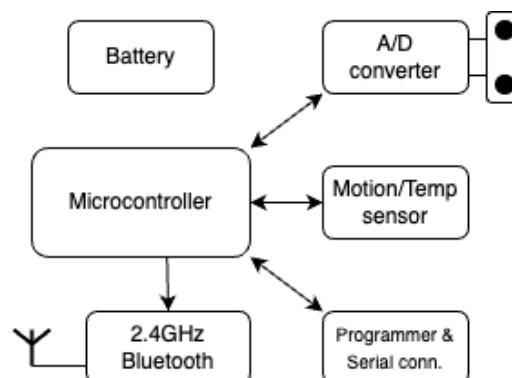 Battery
A/D
converter
Microcontroller
Motion/Temp
sensor
2.4GHz
Bluetooth
Programmer &
Serial conn.